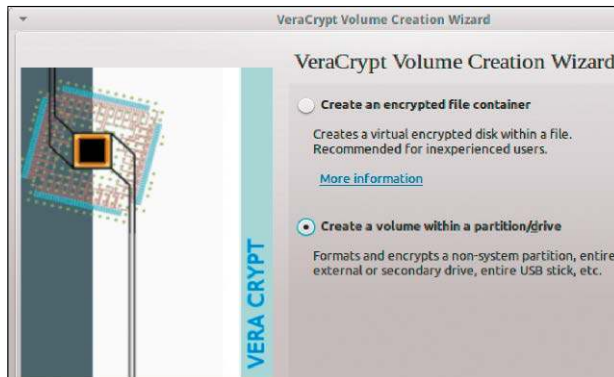 VeraCrypt Volume Creation Wizard
VeraCrypt Volume Creation Wizard
Create an encrypted file container
Creates a virtual encrypted disk within a file.
Recommended for inexperienced users.
More information
Create a volume within a partition/drive
Formats and encrypts a non-system partition, entire
external or secondary drive, entire USB stick, etc.
VERA CRYPT